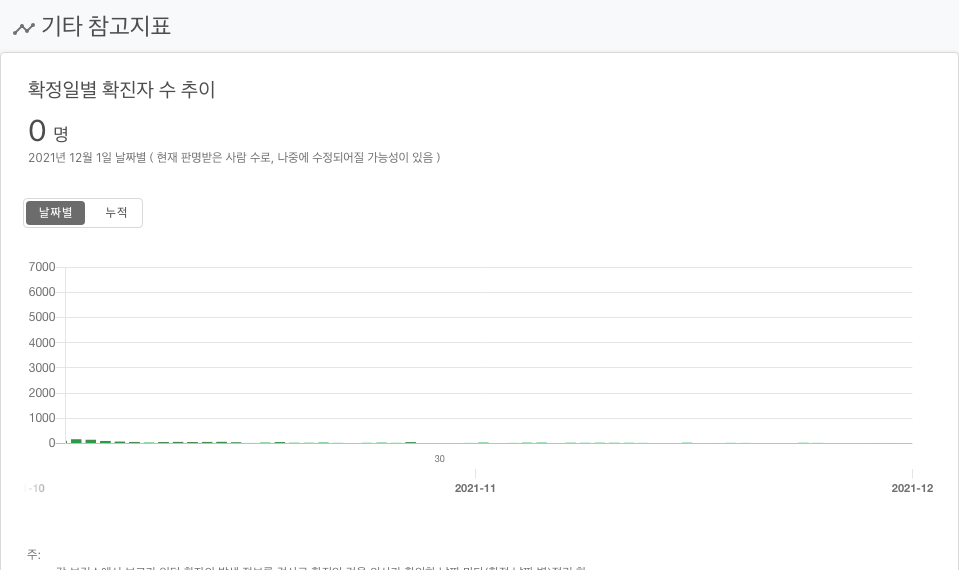 기타 참고지표
확정일별 확진자 수 추이
0 명
2021년 12월 1일 날짜별 ( 현재 판명받은 사람 수로, 나중에 수정되어질 가능성이 있음 )
날짜별 누적
7000
6000
5000
4000
3000
2000
1000
0
30
-10 2021-11 2021-12
주: